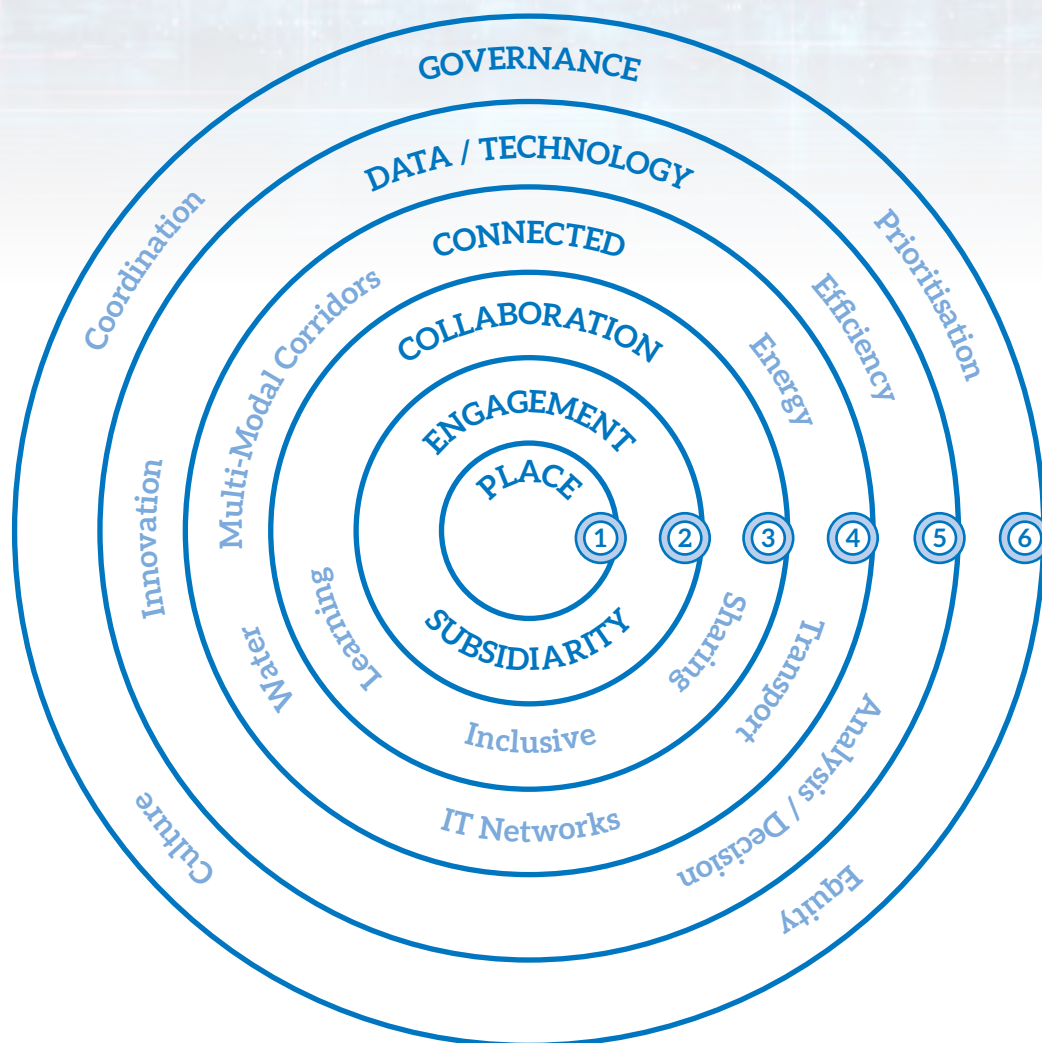 GOVERNANCE
DATA / TECHNOLOGY
CONNECTED
COLLABORATION
ENGAGEMENT
PLACE
SUBSIDIARITY
Coordination
Prioritisation
Culture
Equity
Innovation
Efficiency
Analysis / Decision
Multi-Modal Corridors
Energy
Water
Transport
IT Networks
Learning
Sharing
Inclusive
1
2
3
4
5
6